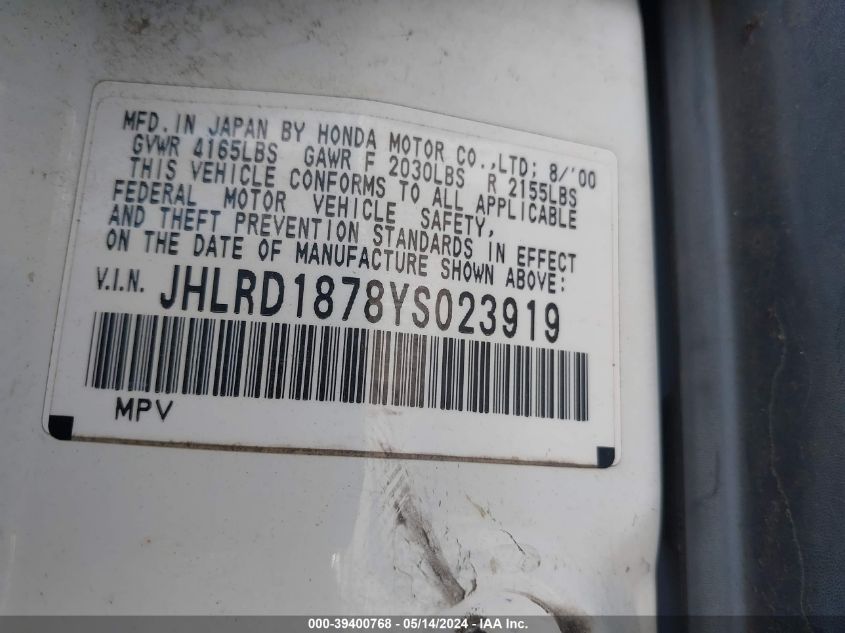 MFD. IN JAPAN BY HONDA MOTOR CO.,LTD; 8/'00
GVWR 4165LBS GAWR F 2030LBS R 2155LBS
THIS VEHICLE CONFORMS TO ALL APPLICABLE
FEDERAL MOTOR VEHICLE SAFETY,
AND THEFT PREVENTION STANDARDS IN EFFECT
ON THE DATE OF MANUFACTURE SHOWN ABOVE:
V.I.N. JHLRD1878YS023919
MPV
000-39400768 - 05/14/2024 - IAA Inc.